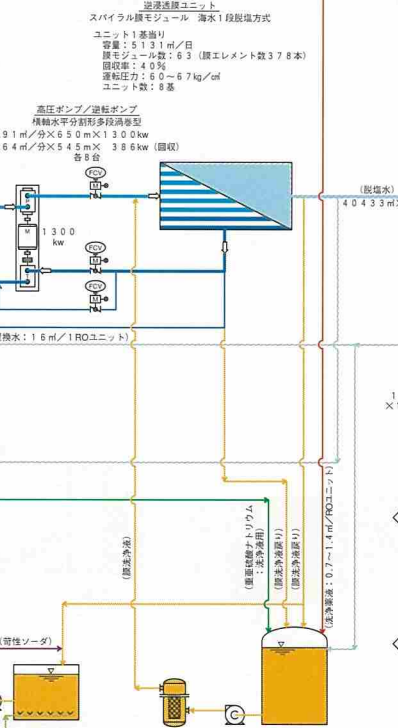 逆浸透膜ユニット
スパイラル膜モジュール 海水1段脱塩方式
ユニット1基当り
容量:5131㎥/日
膜モジュール数:63(膜エレメント数378本)
回収率:40%
運転圧力:60~67kg/㎠
ユニット数:8基
高圧ポンプ/逆転ポンプ
横軸水平分割形多段渦巻型
91㎥/分×650m×1300kw
64㎥/分×545m× 386kw(回収)
各8台
FCV
M
(脱塩水)
40433㎥
M
1300
kw
FCV
M
FCV
M
換水:16㎥/1ROユニット)
1
×
(膜洗浄液)
(重亜硫酸ナトリウム
:洗浄液用)
(膜洗浄液戻り)
(膜洗浄液戻り)
(洗浄薬液:0.7~1.4㎥/ROユニット)
(苛性ソーダ)